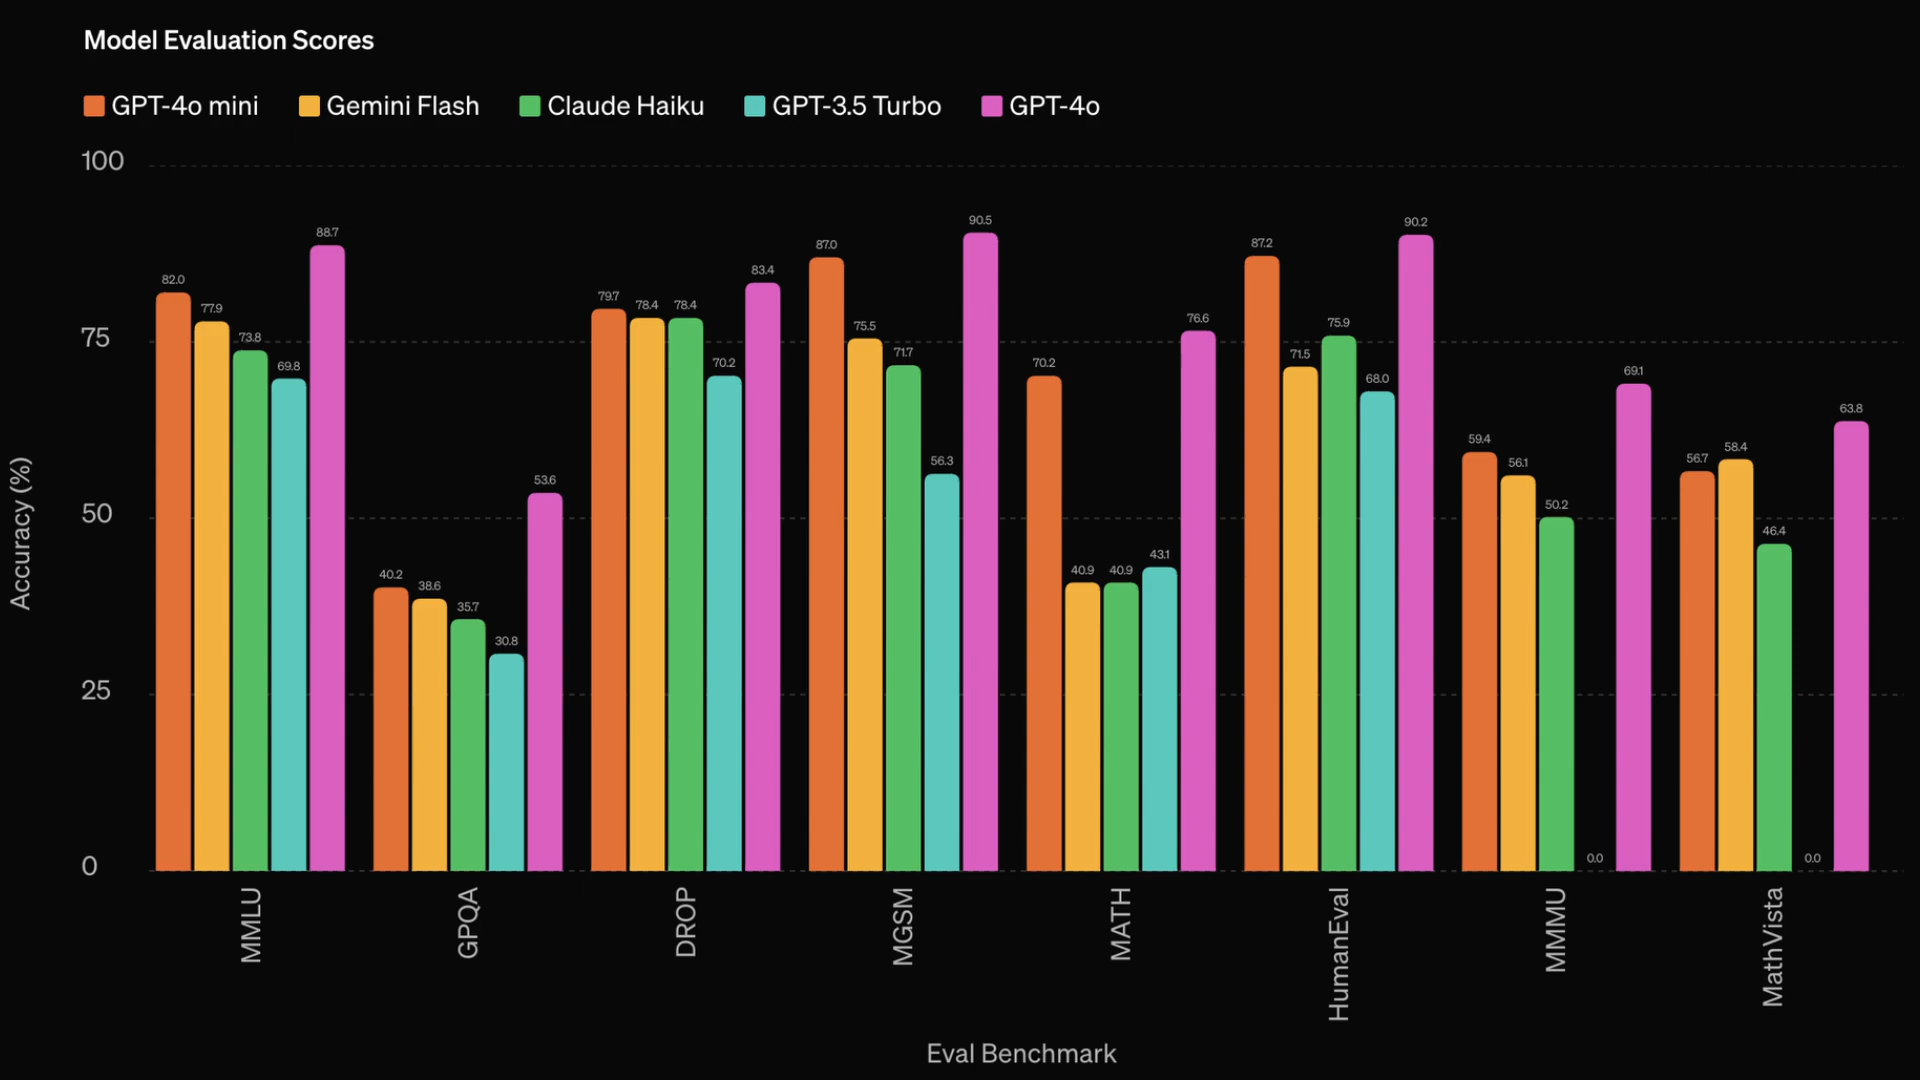 Model Evaluation Scores
GPT-4o mini Gemini Flash Claude Haiku GPT-3.5 Turbo GPT-4o
Accuracy (%)
100
75
50
25
0
82.0 77.9 73.8 69.8 88.7
40.2 38.6 35.7 30.8 53.6
79.7 78.4 78.4 70.2 83.4
87.0 75.5 71.7 56.3 90.5
70.2 40.9 40.9 43.1 76.6
87.2 71.5 75.9 68.0 90.2
59.4 56.1 50.2 0.0 69.1
56.7 58.4 46.4 0.0 63.8
MMLU GPQA DROP MGSM MATH HumanEval MMMU MathVista
Eval Benchmark